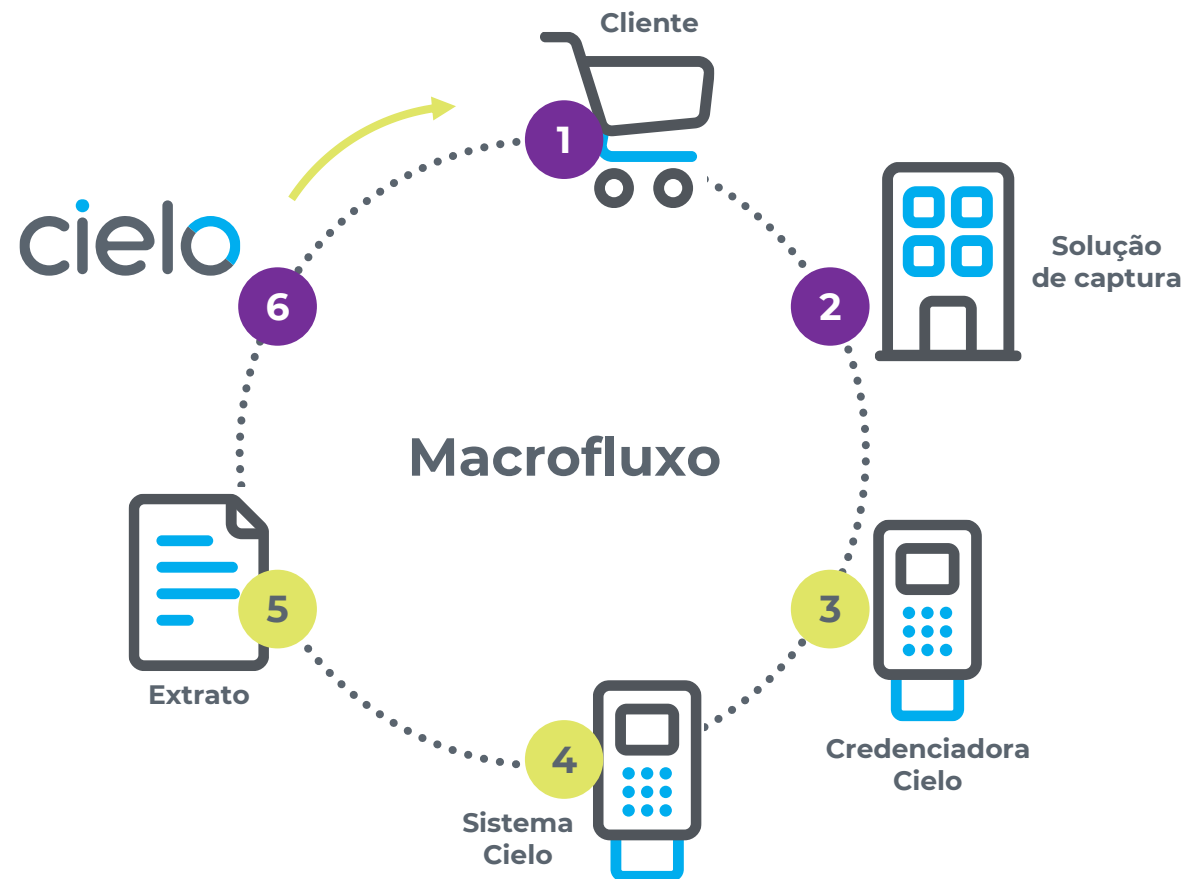 Cliente
1
cielo
Solução
de captura
6
2
Macrofluxo
5
3
Extrato
Credenciadora
Cielo
4
Sistema
Cielo